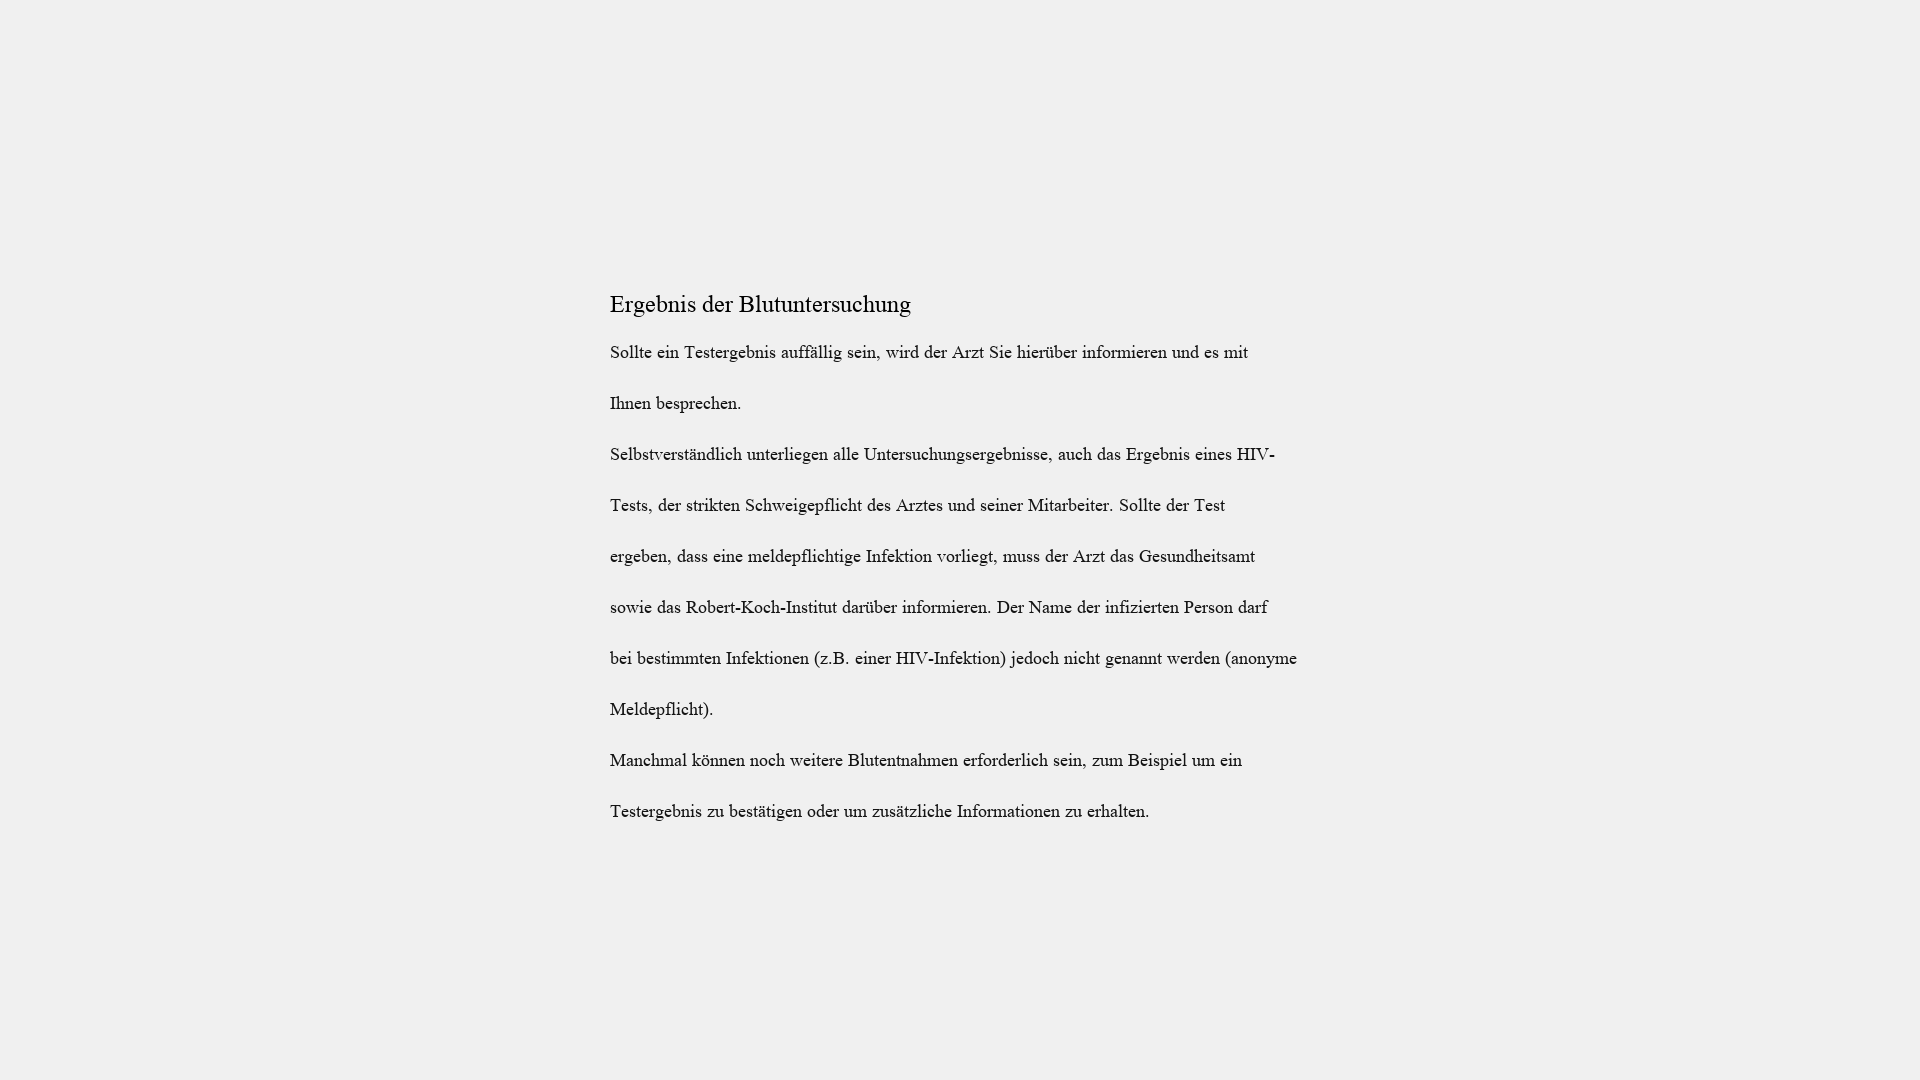 Ergebnis der Blutuntersuchung
Sollte ein Testergebnis auffällig sein, wird der Arzt Sie hierüber informieren und es mit
Ihnen besprechen.
Selbstverständlich unterliegen alle Untersuchungsergebnisse, auch das Ergebnis eines HIV-
Tests, der strikten Schweigepflicht des Arztes und seiner Mitarbeiter. Sollte der Test
ergeben, dass eine meldepflichtige Infektion vorliegt, muss der Arzt das Gesundheitsamt
sowie das Robert-Koch-Institut darüber informieren. Der Name der infizierten Person darf
bei bestimmten Infektionen (z.B. einer HIV-Infektion) jedoch nicht genannt werden (anonyme
Meldepflicht).
Manchmal können noch weitere Blutentnahmen erforderlich sein, zum Beispiel um ein
Testergebnis zu bestätigen oder um zusätzliche Informationen zu erhalten.